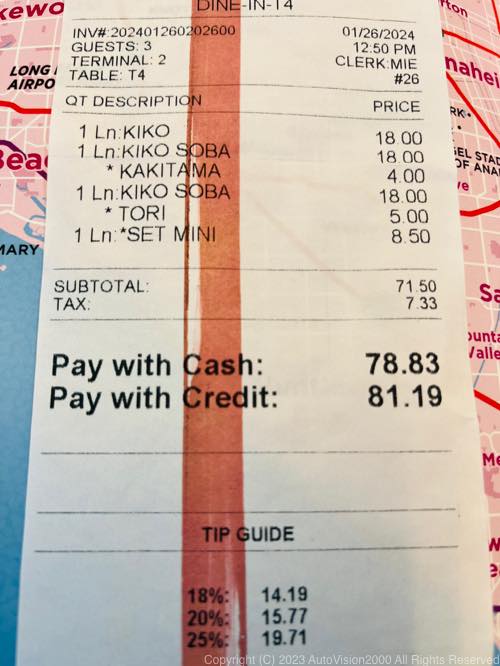 DINE-IN-T4
INV#:202401260202600
01/26/2024
GUESTS: 3
12:50 PM
TERMINAL: 2
CLERK:MIE
TABLE: T4
#26
QT DESCRIPTION
PRICE
1 Ln:KIKO
18.00
1 Ln:KIKO SOBA
18.00
* KAKITAMA
4.00
1 Ln:KIKO SOBA
18.00
* TORI
5.00
1 Ln:*SET MINI
8.50
SUBTOTAL:
71.50
TAX:
7.33
Pay with Cash:
78.83
Pay with Credit:
81.19
TIP GUIDE
18%: 14.19
20%: 15.77
25%: 19.71
LONG
AIRPO
MARY
Copyright (C) 2023 AutoVision2000 All Rights Reserved